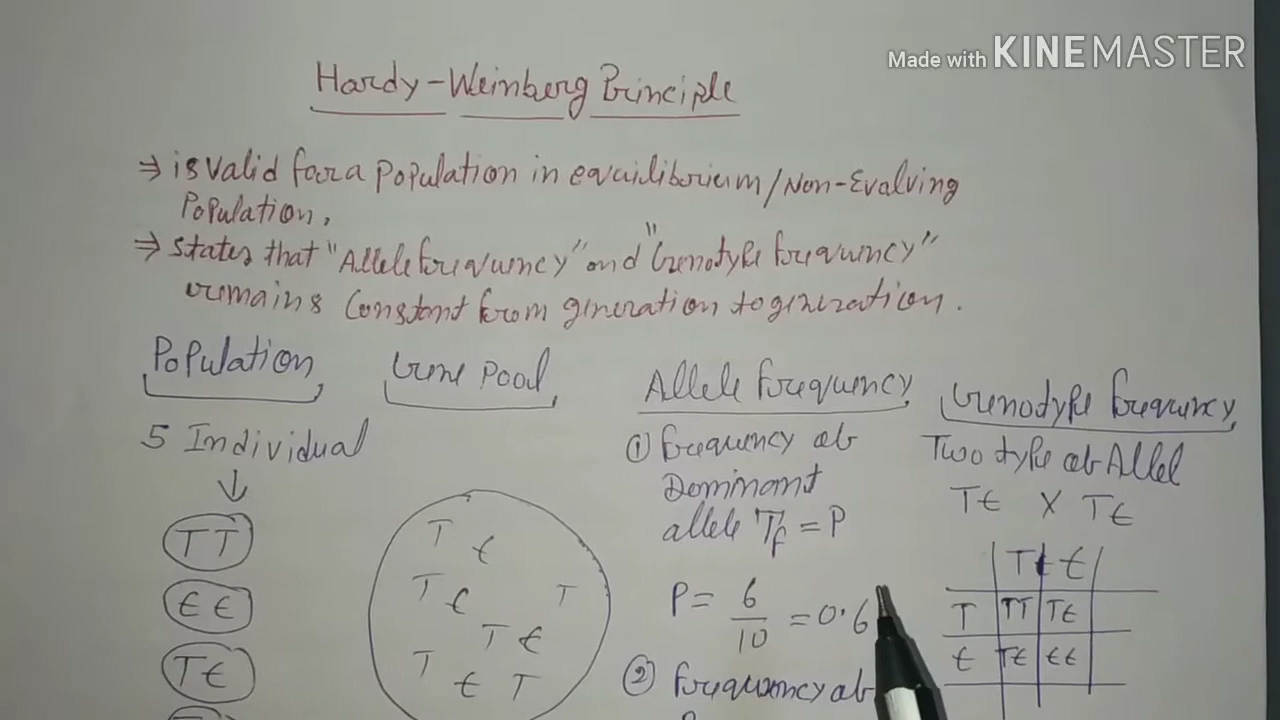 Made with KINEMASTER
Hardy-Weinberg Principle
⇒ is valid for a population in equilibrium/Non-Evalving
Population.
⇒ states that "Allele frequency" and "Genotype frequency"
remains Constant from generation to generation.
Population
Gene Pool
Allele frequency
Genotype frequency
5 Individual
↓
TT
tt
Tt
T t
T t T
T t
T t T
① frequency of
Dominant
allele Tf = P
P = 6/10 = 0.6
② frequency of
Two type of Allel
Tt X Tt
T t
T TT Tt
t Tt tt